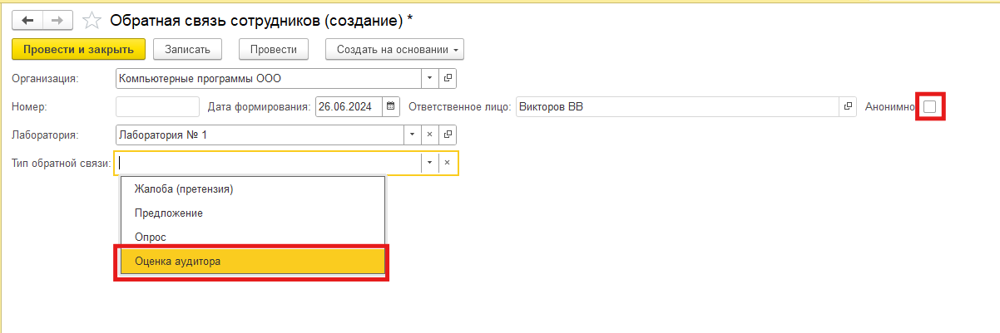 Обратная связь сотрудников (создание) *
Провести и закрыть Записать Провести Создать на основании
Организация: Компьютерные программы ООО
Номер: Дата формирования: 26.06.2024 Ответственное лицо: Викторов ВВ Анонимно
Лаборатория: Лаборатория № 1
Тип обратной связи:
Жалоба (претензия)
Предложение
Опрос
Оценка аудитора